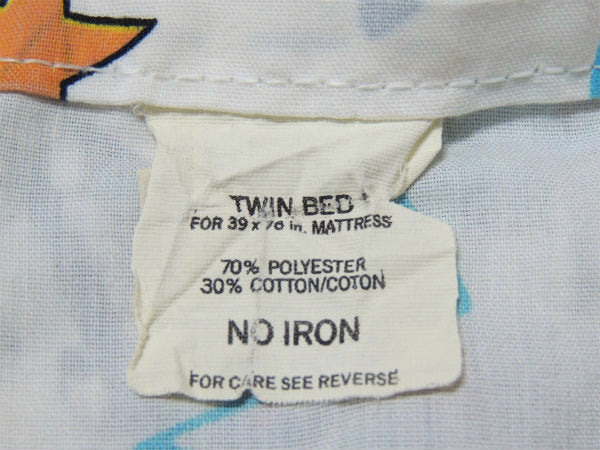 TWIN BED
FOR 39 x 76 in. MATTRESS
70% POLYESTER
30% COTTON/COTON
NO IRON
FOR CARE SEE REVERSE